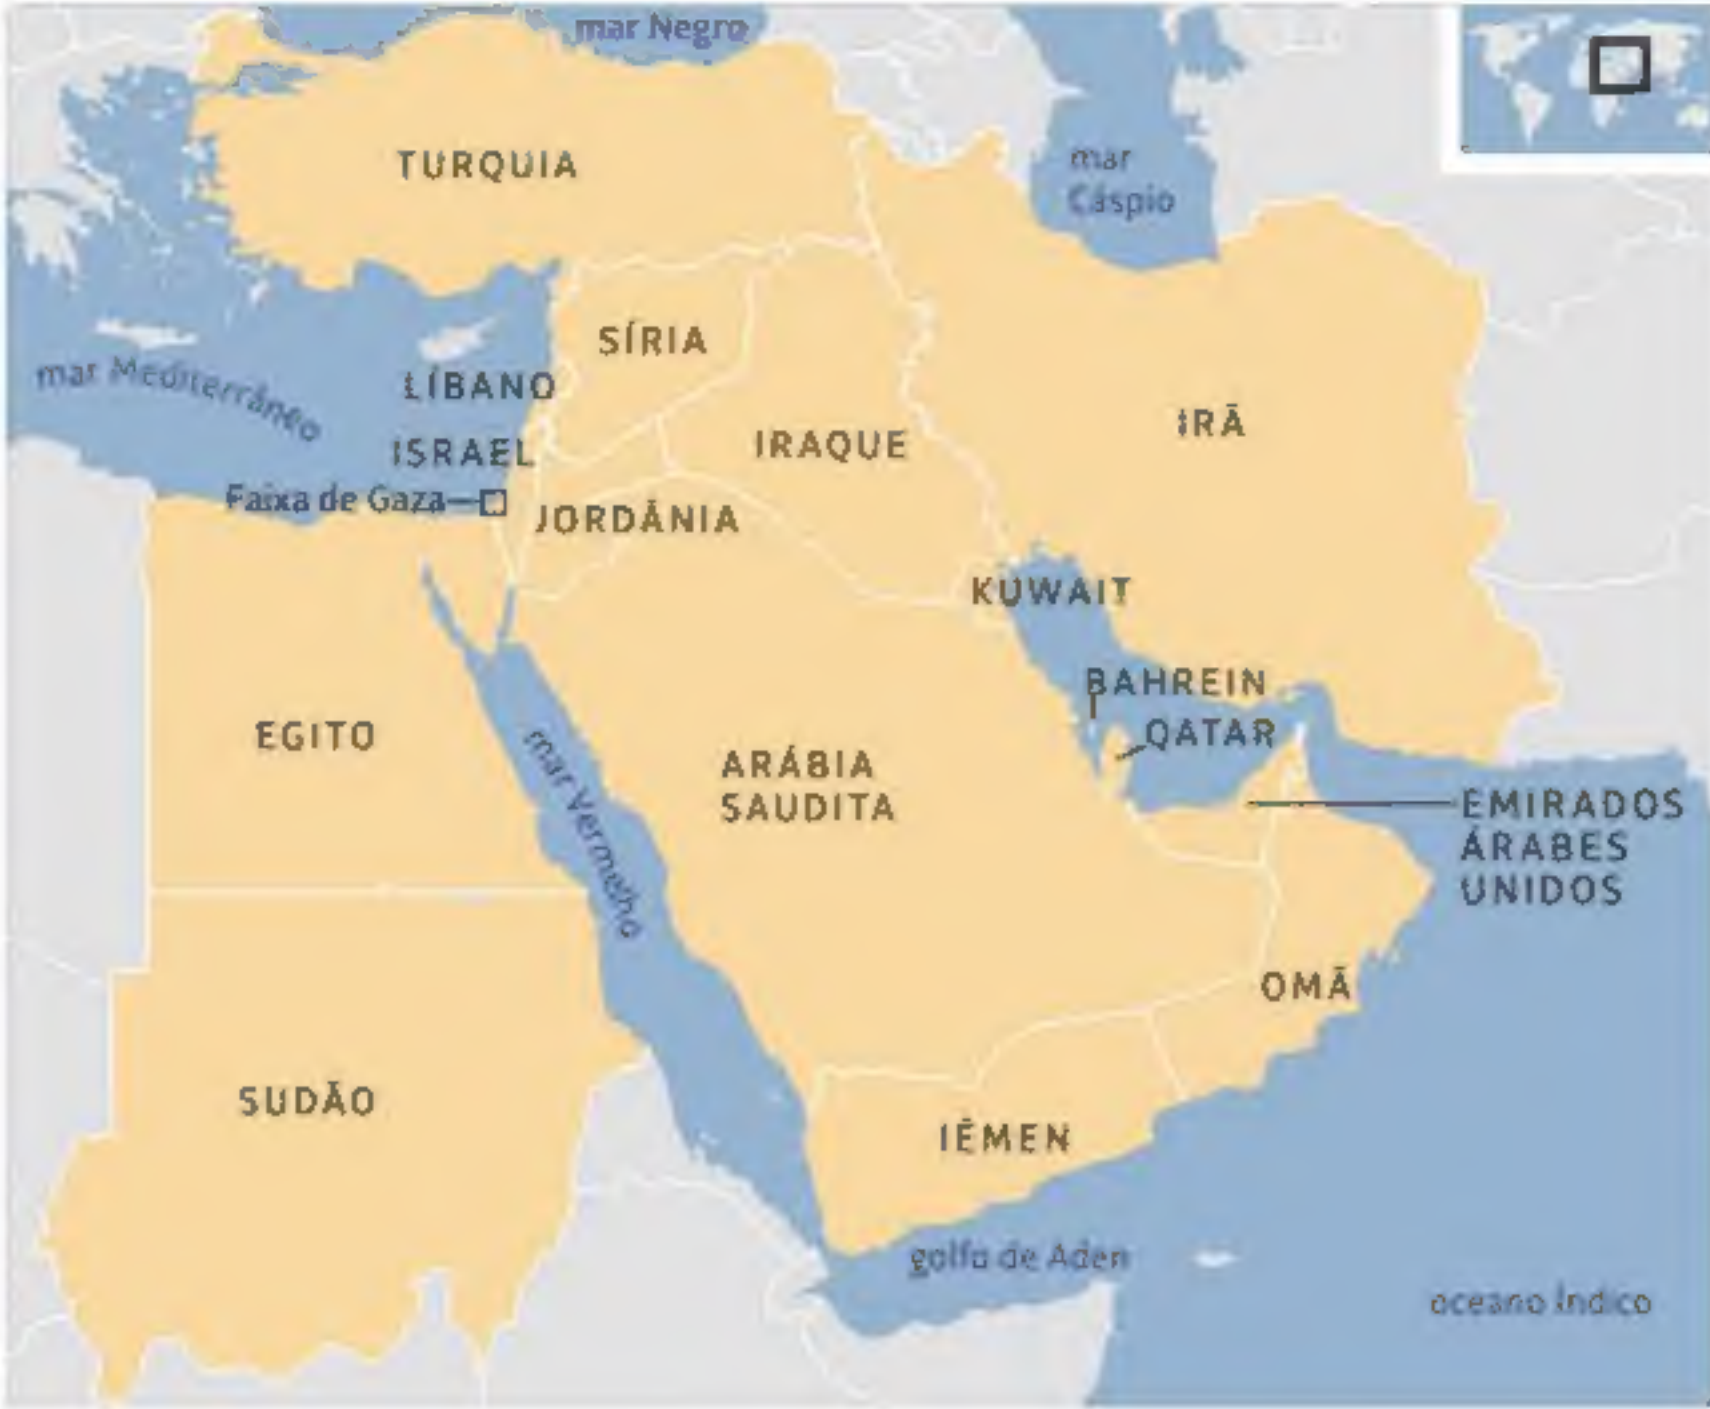 mar Negro
TURQUIA
mar
Cáspio
SÍRIA
mar Mediterrâneo
LÍBANO
IRAQUE
IRÃ
ISRAEL
Faixa de Gaza
JORDÂNIA
KUWAIT
BAHREIN
QATAR
EGITO
mar Vermelho
ARÁBIA
SAUDITA
EMIRADOS
ÁRABES
UNIDOS
OMÃ
SUDÃO
IÊMEN
golfo de Aden
oceano Índico